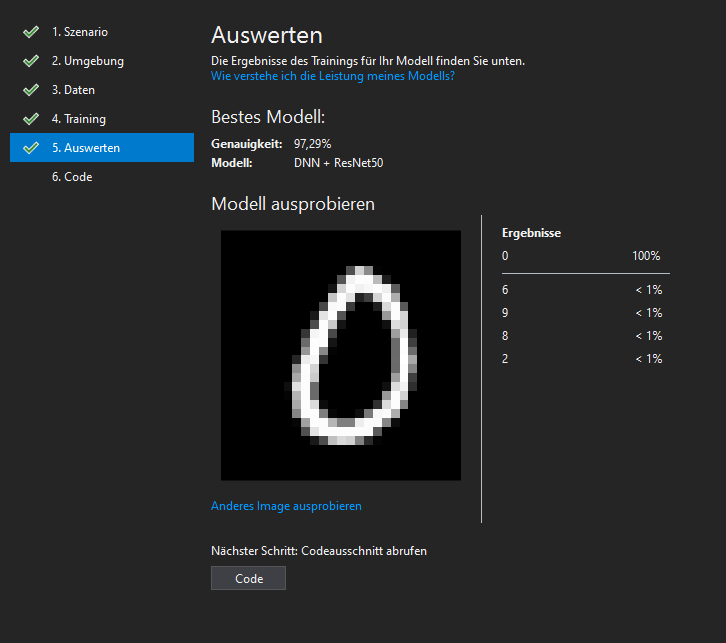 1. Szenario
2. Umgebung
3. Daten
4. Training
5. Auswerten
6. Code
Auswerten
Die Ergebnisse des Trainings für Ihr Modell finden Sie unten.
Wie verstehe ich die Leistung meines Modells?
Bestes Modell:
Genauigkeit: 97,29%
Modell: DNN + ResNet50
Modell ausprobieren
0
Ergebnisse
0 100%
6 < 1%
9 < 1%
8 < 1%
2 < 1%
Anderes Image ausprobieren
Nächster Schritt: Codeausschnitt abrufen
Code